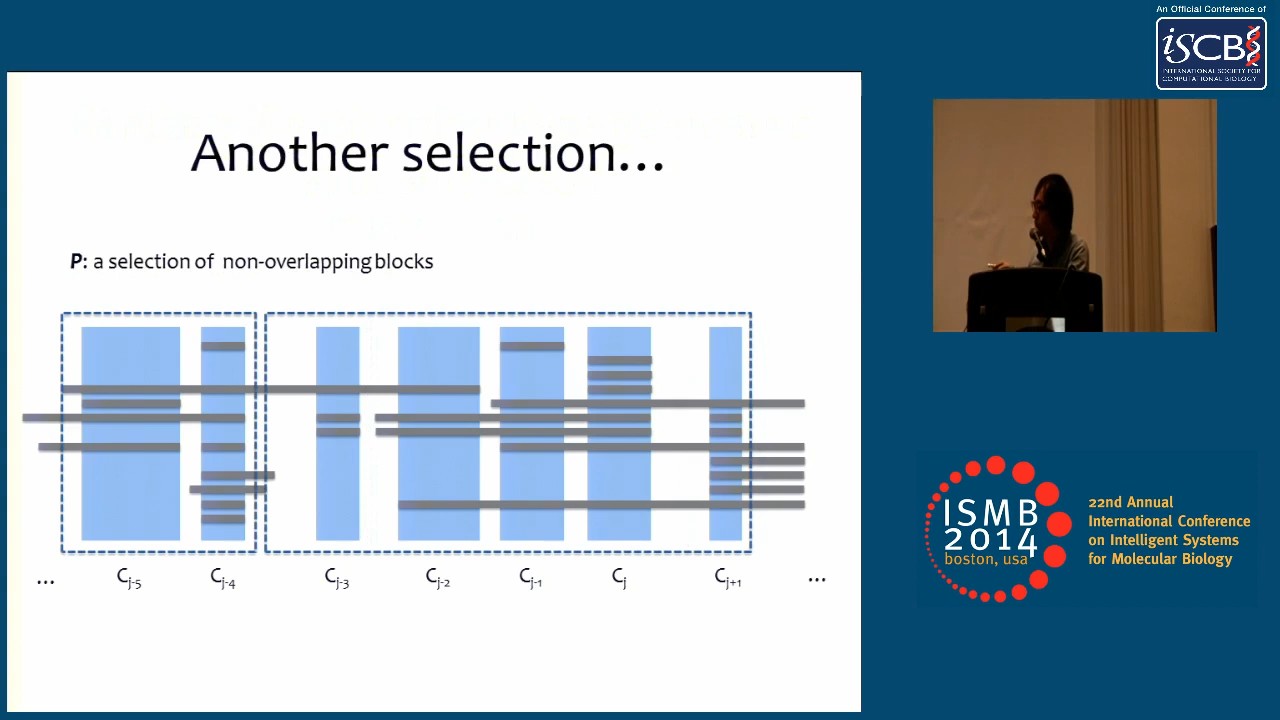 An Official Conference of
iSCB
INTERNATIONAL SOCIETY FOR
COMPUTATIONAL BIOLOGY
Another selection...
P: a selection of non-overlapping blocks
... Cj-5 Cj-4 Cj-3 Cj-2 Cj-1 Cj Cj+1 ...
ISMB
2014
boston, usa
22nd Annual
International Conference
on Intelligent Systems
for Molecular Biology